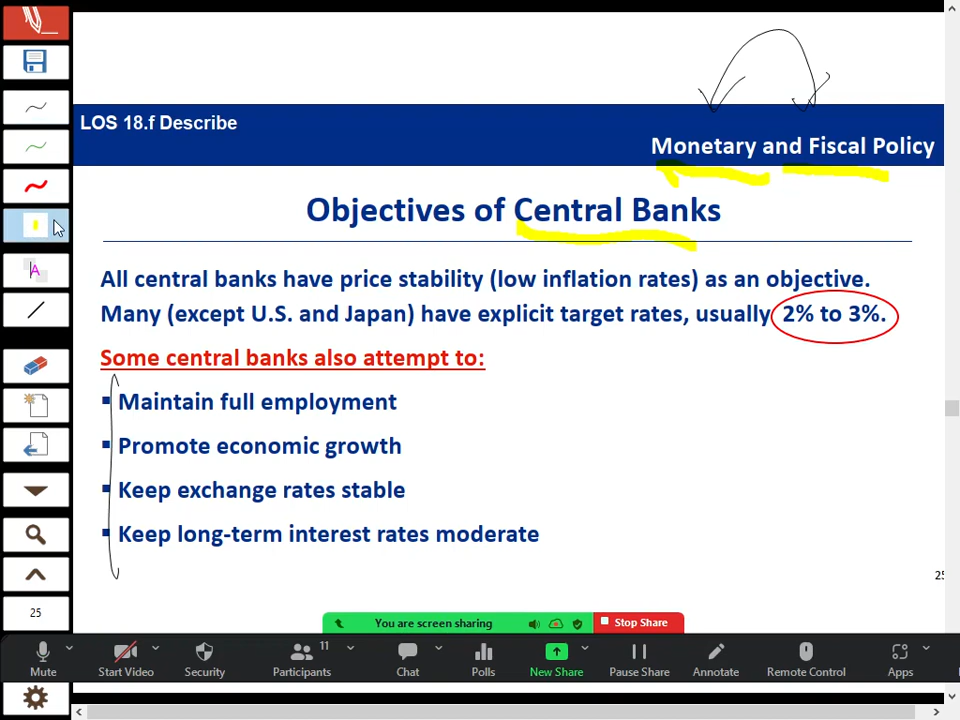 LOS 18.f Describe
Monetary and Fiscal Policy
Objectives of Central Banks
All central banks have price stability (low inflation rates) as an objective.
Many (except U.S. and Japan) have explicit target rates, usually 2% to 3%.
Some central banks also attempt to:
▪ Maintain full employment
▪ Promote economic growth
▪ Keep exchange rates stable
▪ Keep long-term interest rates moderate
25
A
25
You are screen sharing
Stop Share
11
Mute
Start Video
Security
Participants
Chat
Polls
New Share
Pause Share
Annotate
Remote Control
Apps